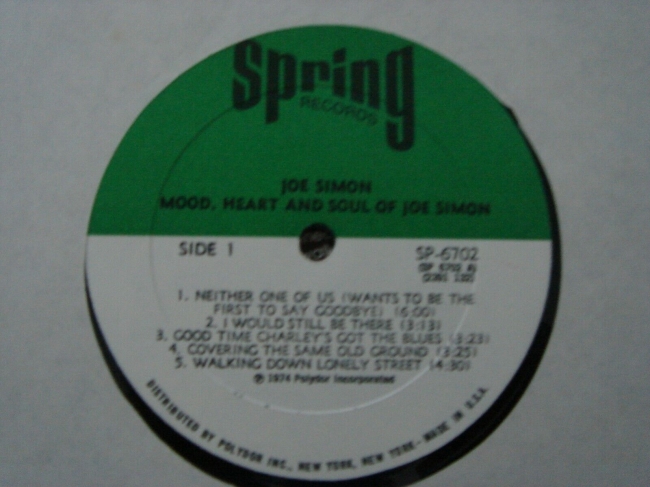 Spring
RECORDS
JOE SIMON
MOOD, HEART AND SOUL OF JOE SIMON
SIDE 1
SP-6702
1. NEITHER ONE OF US (WANTS TO BE THE
FIRST TO SAY GOODBYE) (6:00)
2. I WOULD STILL BE THERE (3:13)
3. GOOD TIME CHARLEY'S GOT THE BLUES (3:23)
4. COVERING THE SAME OLD GROUND (3:25)
5. WALKING DOWN LONELY STREET (4:30)
℗ 1974 Polydor Incorporated
DISTRIBUTED BY POLYDOR INC., NEW YORK, NEW YORK—MADE IN U.S.A.